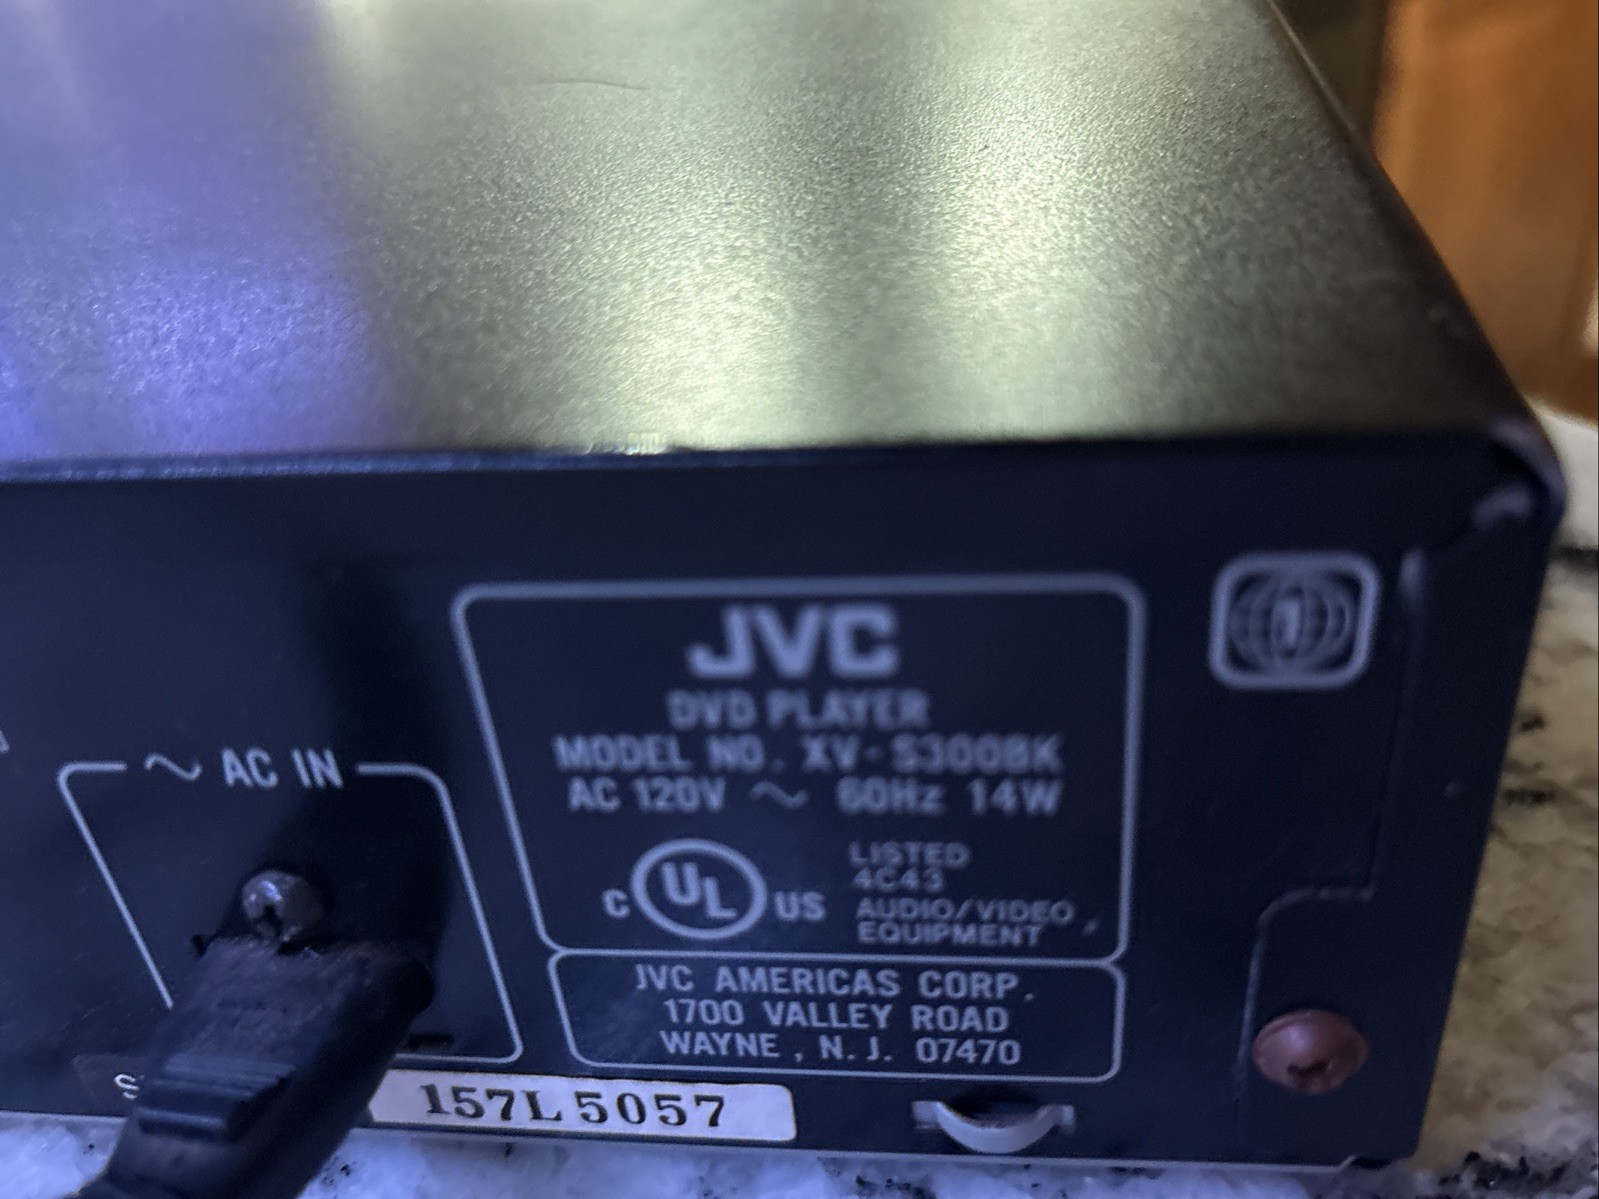 JVC
DVD PLAYER
MODEL NO. XV-S300BK
AC 120V ~ 60Hz 14W
~ AC IN
C UL US
LISTED
4C43
AUDIO/VIDEO
EQUIPMENT
JVC AMERICAS CORP.
1700 VALLEY ROAD
WAYNE, N.J. 07470
157L5057
1